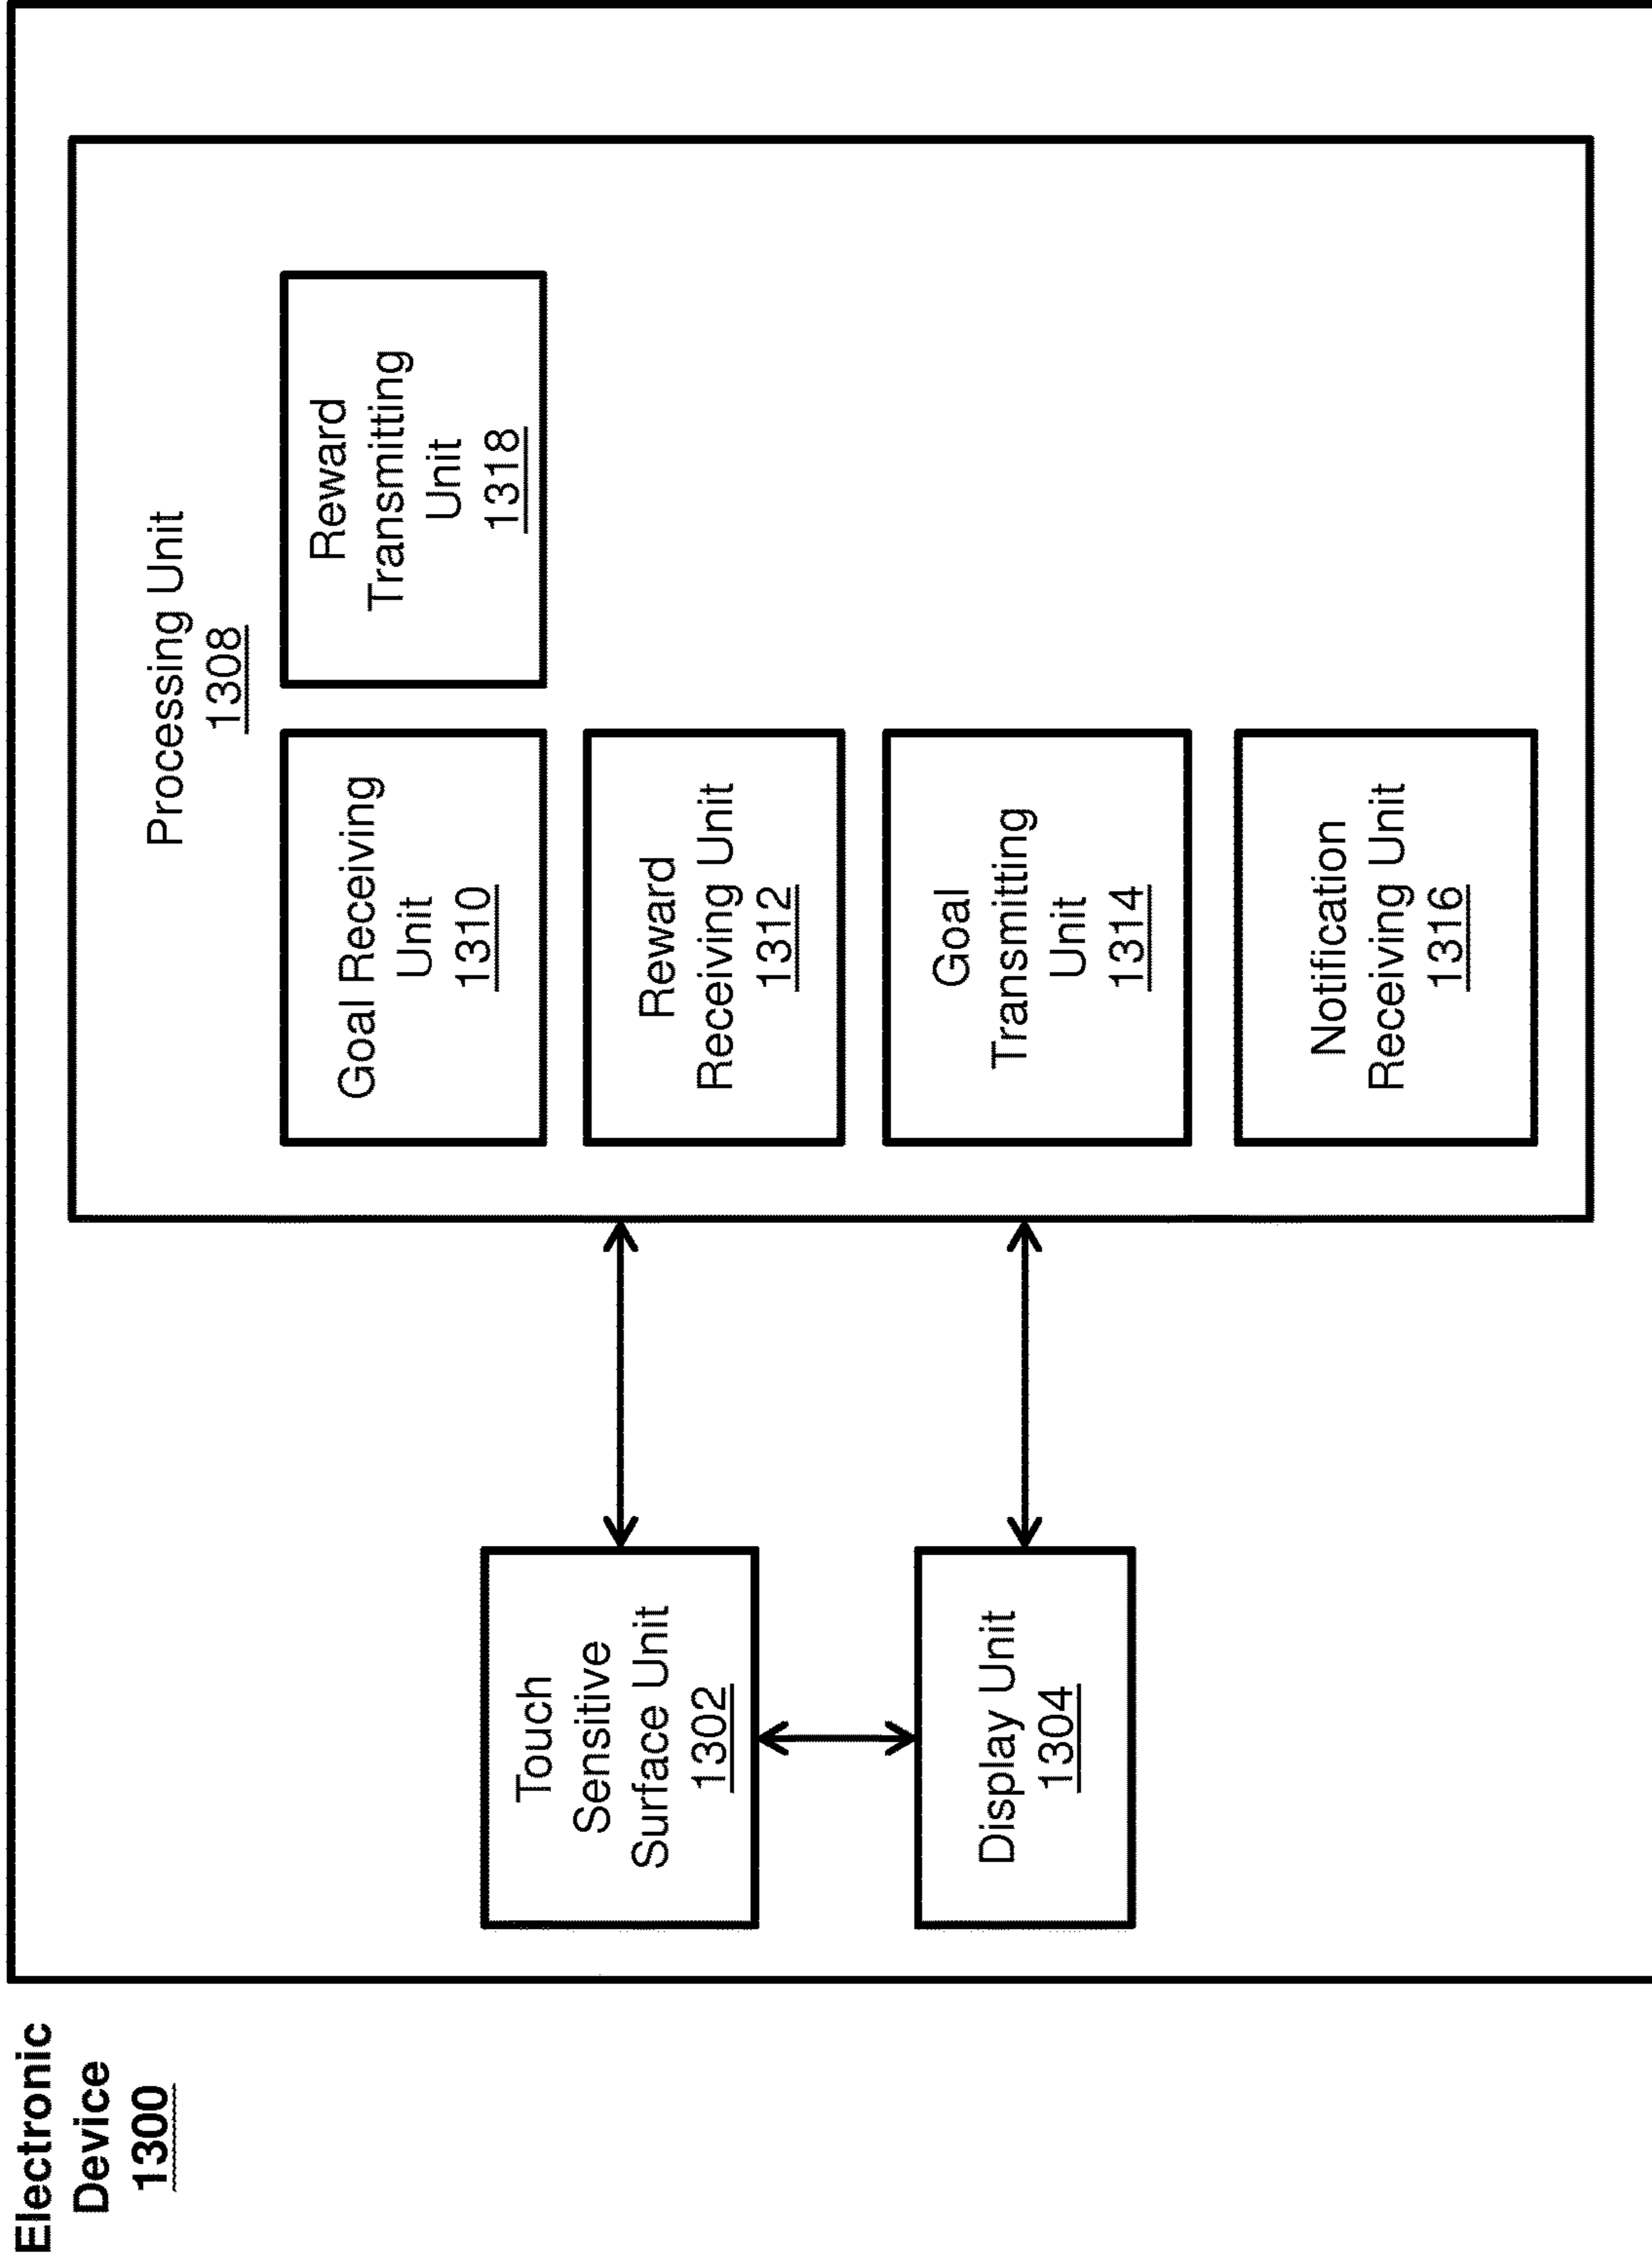 Electronic
Device
1300
Touch
Sensitive
Surface Unit
1302
Display Unit
1304
Processing Unit
1308
Goal Receiving
Unit
1310
Reward
Receiving Unit
1312
Goal
Transmitting
Unit
1314
Notification
Receiving Unit
1316
Reward
Transmitting
Unit
1318